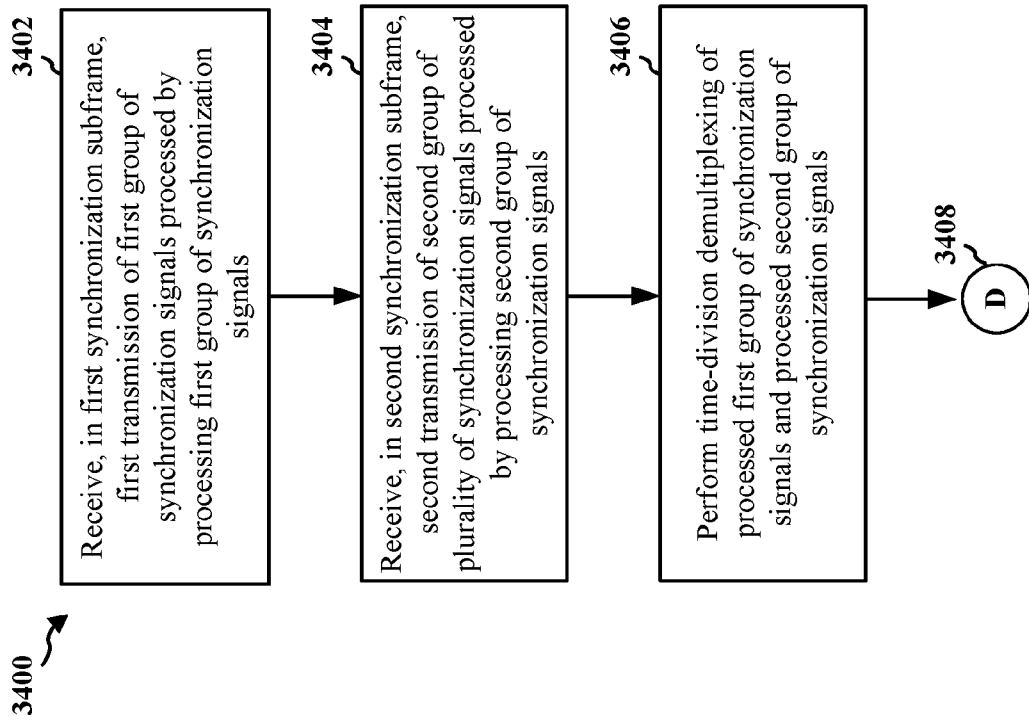 3400
3402
Receive, in first synchronization subframe,
first transmission of first group of
synchronization signals processed by
processing first group of synchronization
signals
3404
Receive, in second synchronization subframe,
second transmission of second group of
plurality of synchronization signals processed
by processing second group of
synchronization signals
3406
Perform time-division demultiplexing of
processed first group of synchronization
signals and processed second group of
synchronization signals
3408
D